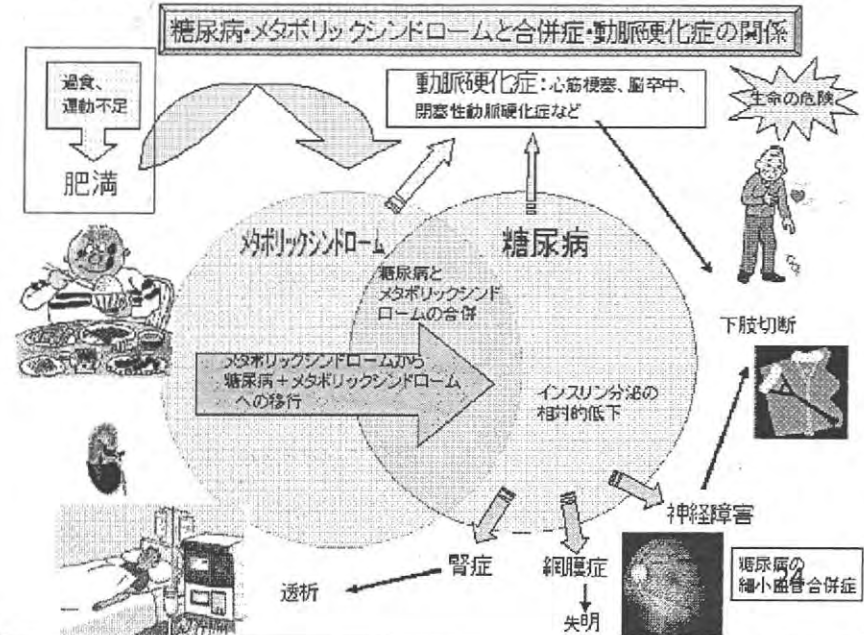 糖尿病・メタボリックシンドロームと合併症・動脈硬化症の関係
過食、
運動不足
肥満
動脈硬化症：心筋梗塞、脳卒中、
閉塞性動脈硬化症など
生命の危険
メタボリックシンドローム
糖尿病
糖尿病と
メタボリックシンド
ロームの合併
下肢切断
メタボリックシンドロームから
糖尿病＋メタボリックシンドローム
への移行
インスリン分泌の
相対的低下
神経障害
腎症
網膜症
透析
失明
糖尿病の
細小血管合併症
24